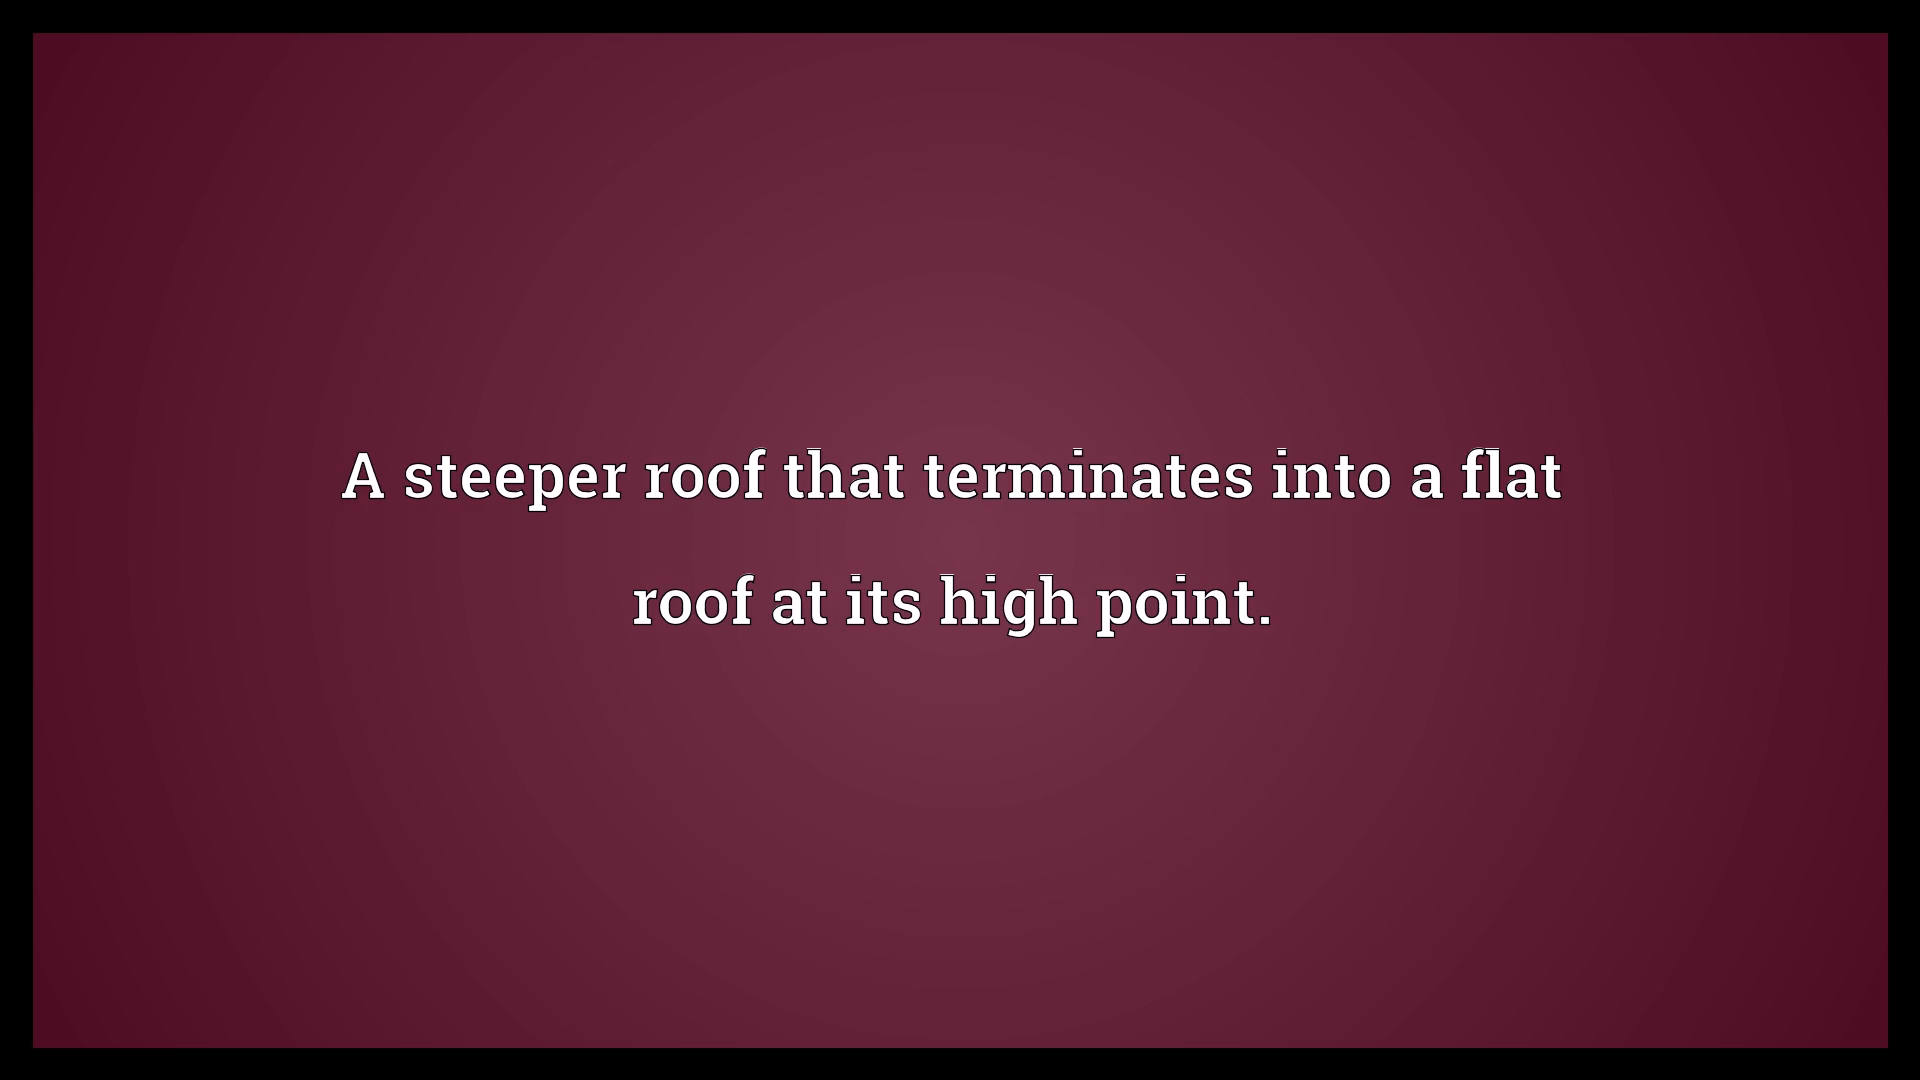 A steeper roof that terminates into a flat
roof at its high point.